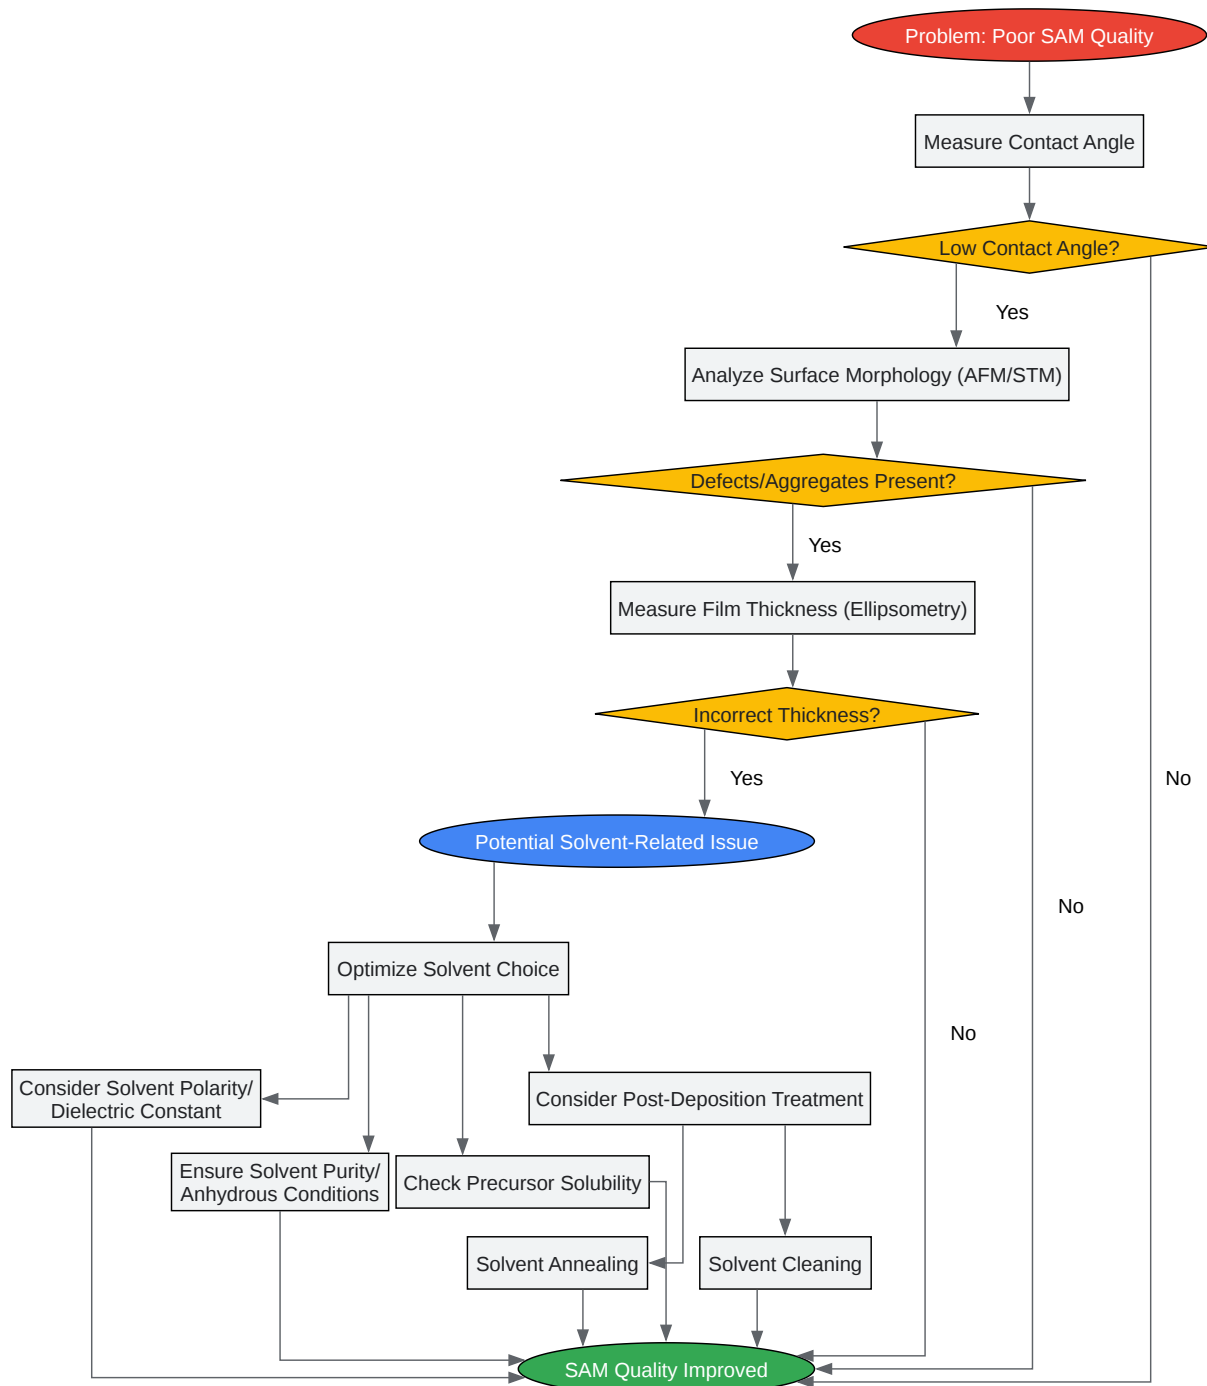 Problem: Poor SAM Quality
Measure Contact Angle
Low Contact Angle?
Yes
Analyze Surface Morphology (AFM/STM)
Defects/Aggregates Present?
Yes
Measure Film Thickness (Ellipsometry)
Incorrect Thickness?
Yes
No
Potential Solvent-Related Issue
No
Optimize Solvent Choice
No
Consider Solvent Polarity/
Dielectric Constant
Consider Post-Deposition Treatment
Ensure Solvent Purity/
Anhydrous Conditions
Check Precursor Solubility
Solvent Annealing
Solvent Cleaning
SAM Quality Improved